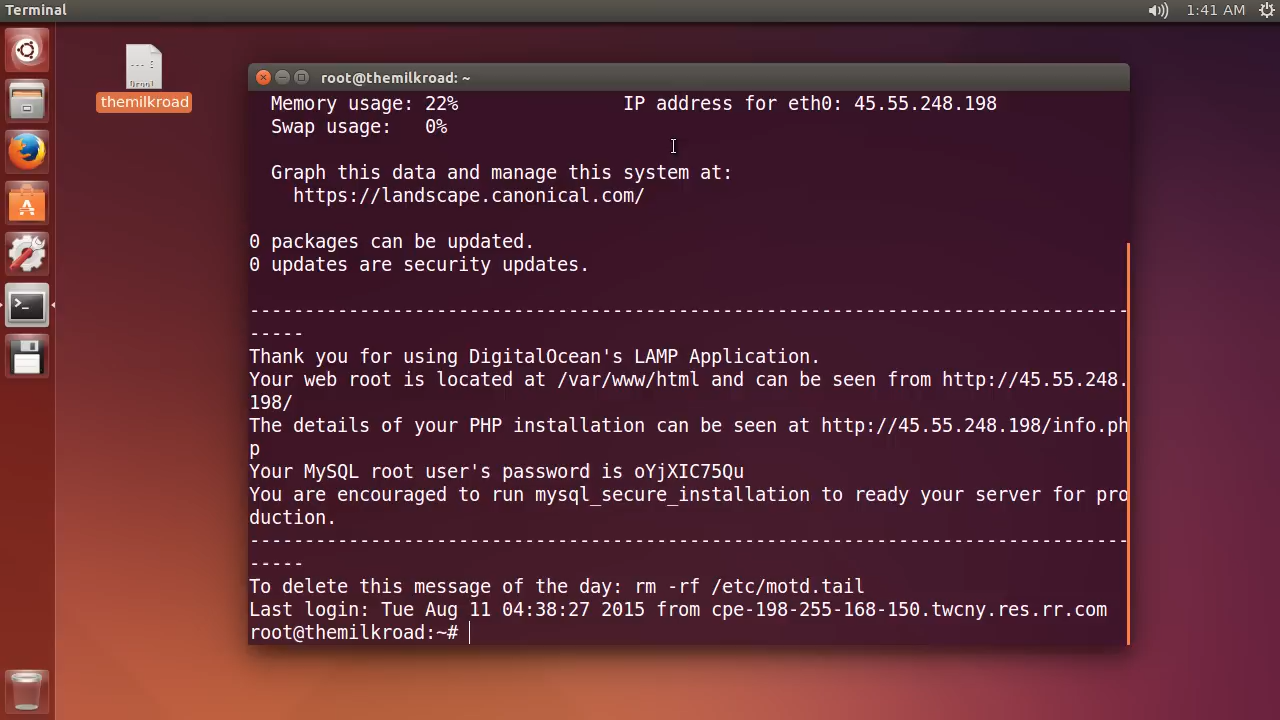 Terminal
1:41 AM
--- E
Drop!
themilkroad
root@themilkroad: ~
Memory usage: 22% IP address for eth0: 45.55.248.198
Swap usage: 0%
Graph this data and manage this system at:
https://landscape.canonical.com/
0 packages can be updated.
0 updates are security updates.
--------------------------------------------------------------------------------
-----
Thank you for using DigitalOcean's LAMP Application.
Your web root is located at /var/www/html and can be seen from http://45.55.248.
198/
The details of your PHP installation can be seen at http://45.55.248.198/info.ph
p
Your MySQL root user's password is oYjXIC75Qu
You are encouraged to run mysql_secure_installation to ready your server for pro
duction.
--------------------------------------------------------------------------------
-----
To delete this message of the day: rm -rf /etc/motd.tail
Last login: Tue Aug 11 04:38:27 2015 from cpe-198-255-168-150.twcny.res.rr.com
root@themilkroad:~#